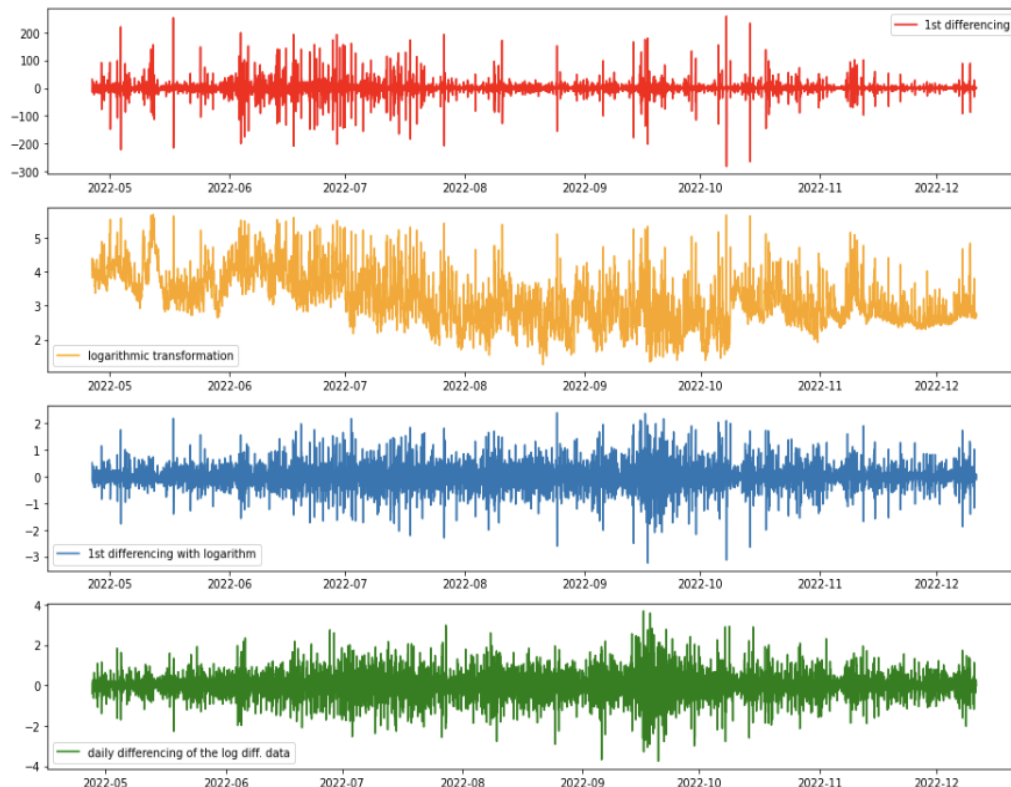 1st differencing
200
100
0
−100
−200
−300
2022-05 2022-06 2022-07 2022-08 2022-09 2022-10 2022-11 2022-12
5
4
3
2
logarithmic transformation
2022-05 2022-06 2022-07 2022-08 2022-09 2022-10 2022-11 2022-12
2
1
0
−1
−2
−3
1st differencing with logarithm
2022-05 2022-06 2022-07 2022-08 2022-09 2022-10 2022-11 2022-12
4
2
0
−2
−4
daily differencing of the log diff. data
2022-05 2022-06 2022-07 2022-08 2022-09 2022-10 2022-11 2022-12